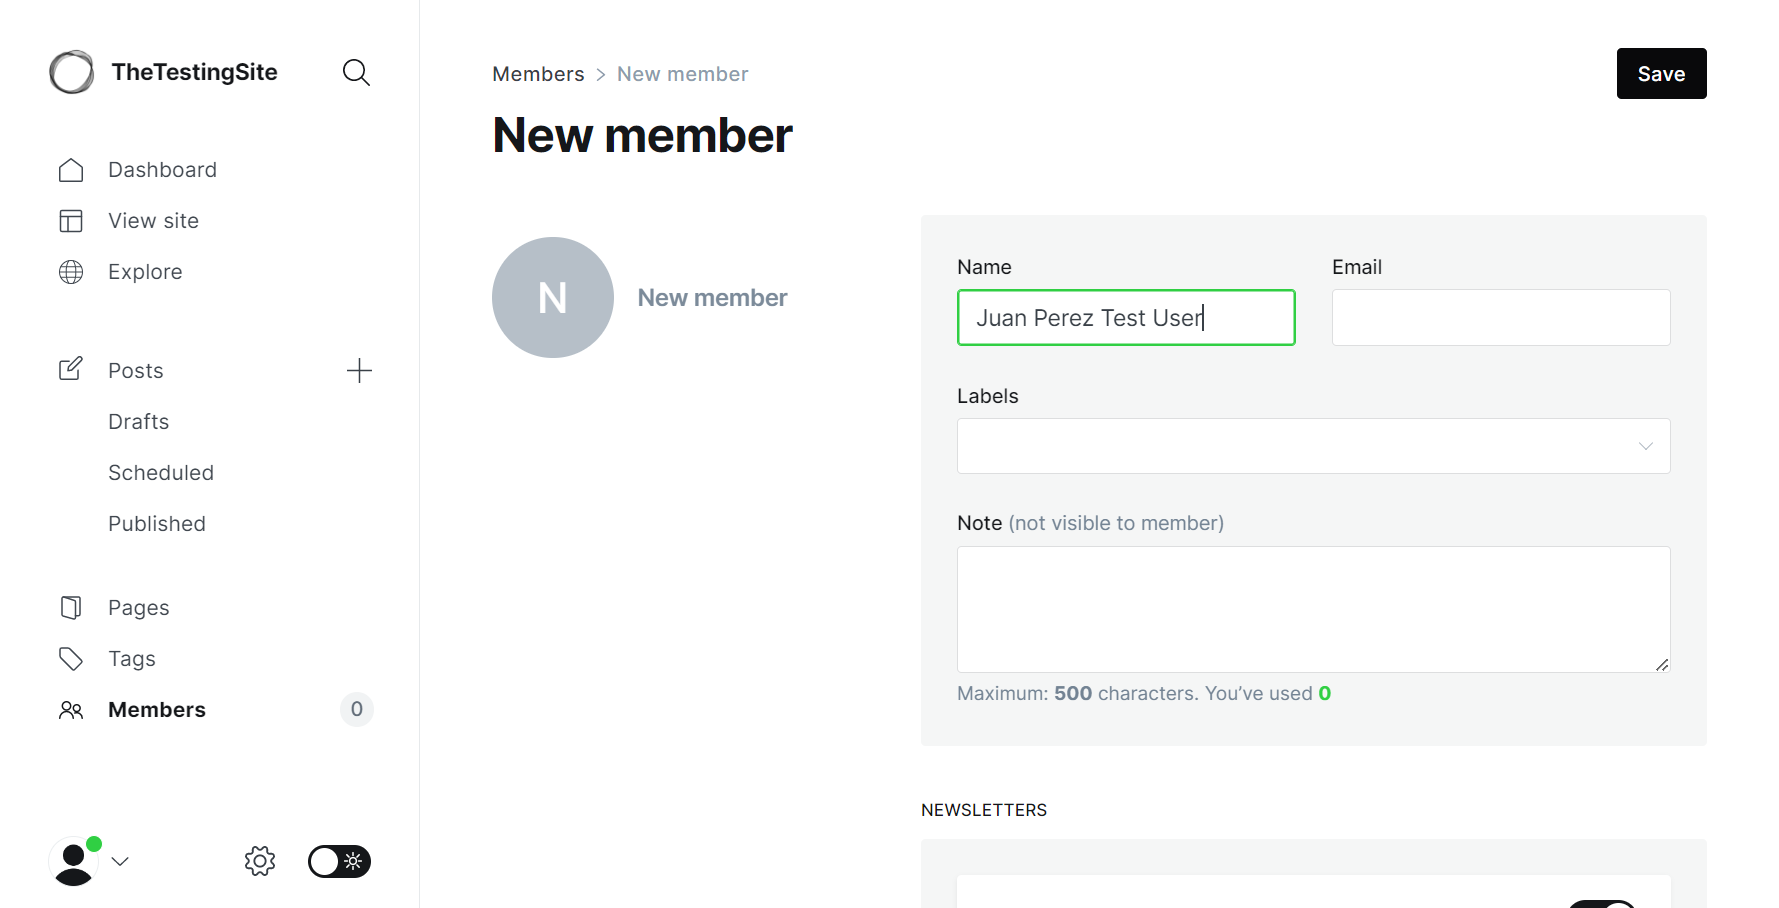 TheTestingSite
Dashboard
View site
Explore
Posts
Drafts
Scheduled
Published
Pages
Tags
Members
0
Members > New member
Save
New member
N
New member
Name
Email
Juan Perez Test User
Labels
Note (not visible to member)
Maximum: 500 characters. You’ve used 0
NEWSLETTERS